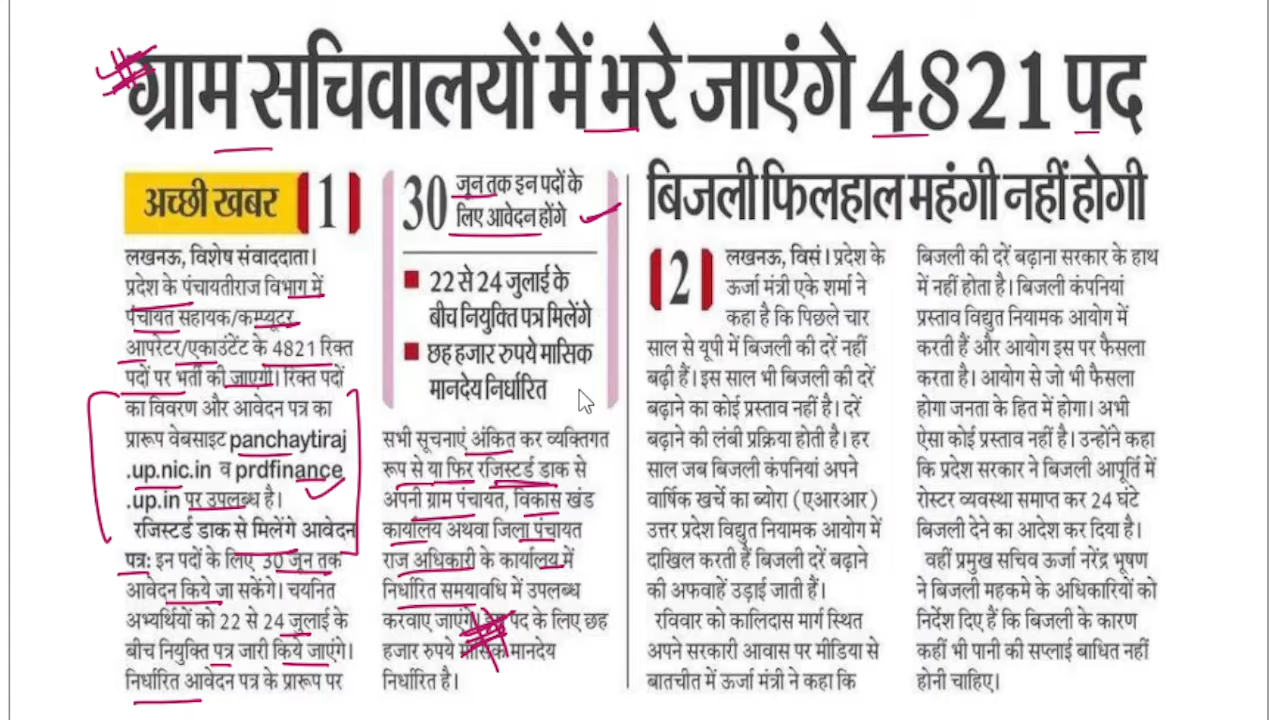 ग्राम सचिवालयों में भरे जाएंगे 4821 पद
अच्छी खबर 1
लखनऊ, विशेष संवाददाता।
प्रदेश के पंचायतीराज विभाग में
पंचायत सहायक/कम्प्यूटर
आपरेटर/एकाउंटेंट के 4821 रिक्त
पदों पर भर्ती की जाएगी। रिक्त पदों
का विवरण और आवेदन पत्र का
प्रारूप वेबसाइट panchaytiraj
.up.nic.in व prdfinance
.up.in पर उपलब्ध है।
रजिस्टर्ड डाक से मिलेंगे आवेदन
पत्र: इन पदों के लिए 30 जून तक
आवेदन किये जा सकेंगे। चयनित
अभ्यर्थियों को 22 से 24 जुलाई के
बीच नियुक्ति पत्र जारी किये जाएंगे।
निर्धारित आवेदन पत्र के प्रारूप पर
30 जून तक इन पदों के
लिए आवेदन होंगे
22 से 24 जुलाई के
बीच नियुक्ति पत्र मिलेंगे
छह हजार रुपये मासिक
मानदेय निर्धारित
सभी सूचनाएं अंकित कर व्यक्तिगत
रूप से या फिर रजिस्टर्ड डाक से
अपनी ग्राम पंचायत, विकास खंड
कार्यालय अथवा जिला पंचायत
राज अधिकारी के कार्यालय में
निर्धारित समयावधि में उपलब्ध
करवाए जाएंगे। पद के लिए छह
हजार रुपये मासिक मानदेय
निर्धारित है।
बिजली फिलहाल महंगी नहीं होगी
2
लखनऊ, विसं। प्रदेश के
ऊर्जा मंत्री एके शर्मा ने
कहा है कि पिछले चार
साल से यूपी में बिजली की दरें नहीं
बढ़ी हैं। इस साल भी बिजली की दरें
बढ़ाने का कोई प्रस्ताव नहीं है। दरें
बढ़ाने की लंबी प्रक्रिया होती है। हर
साल जब बिजली कंपनियां अपने
वार्षिक खर्चे का ब्योरा (एआरआर)
उत्तर प्रदेश विद्युत नियामक आयोग में
दाखिल करती हैं बिजली दरें बढ़ाने
की अफवाहें उड़ाई जाती हैं।
रविवार को कालिदास मार्ग स्थित
अपने सरकारी आवास पर मीडिया से
बातचीत में ऊर्जा मंत्री ने कहा कि
बिजली की दरें बढ़ाना सरकार के हाथ
में नहीं होता है। बिजली कंपनियां
प्रस्ताव विद्युत नियामक आयोग में
करती हैं और आयोग इस पर फैसला
करता है। आयोग से जो भी फैसला
होगा जनता के हित में होगा। अभी
ऐसा कोई प्रस्ताव नहीं है। उन्होंने कहा
कि प्रदेश सरकार ने बिजली आपूर्ति में
रोस्टर व्यवस्था समाप्त कर 24 घंटे
बिजली देने का आदेश कर दिया है।
वहीं प्रमुख सचिव ऊर्जा नरेंद्र भूषण
ने बिजली महकमे के अधिकारियों को
निर्देश दिए हैं कि बिजली के कारण
कहीं भी पानी की सप्लाई बाधित नहीं
होनी चाहिए।